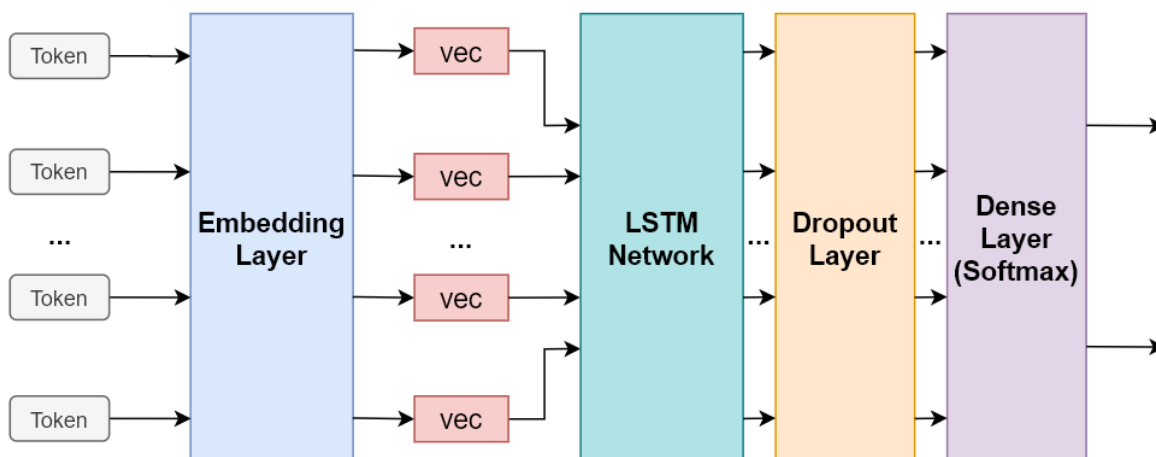 Token
Token
...
Token
Token
Embedding
Layer
vec
vec
...
vec
vec
LSTM
Network
...
Dropout
Layer
...
Dense
Layer
(Softmax)